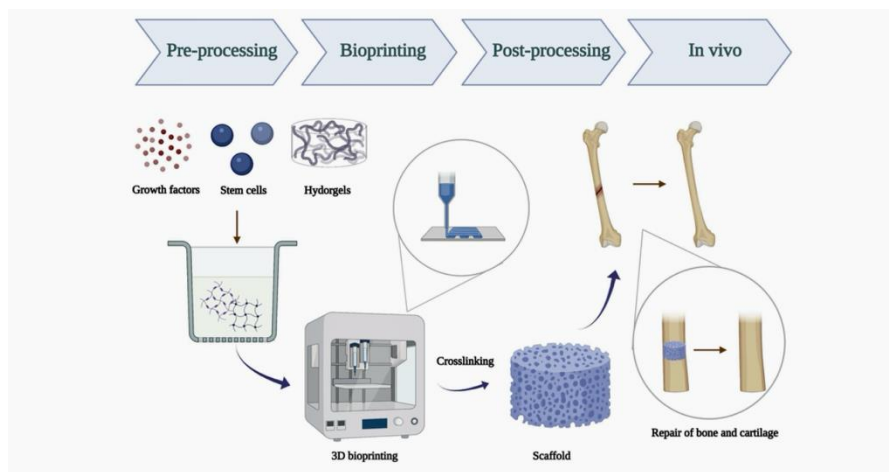 Pre-processing
Bioprinting
Post-processing
In vivo
Growth factors
Stem cells
Hydorgels
Crosslinking
3D bioprinting
Scaffold
Repair of bone and cartilage